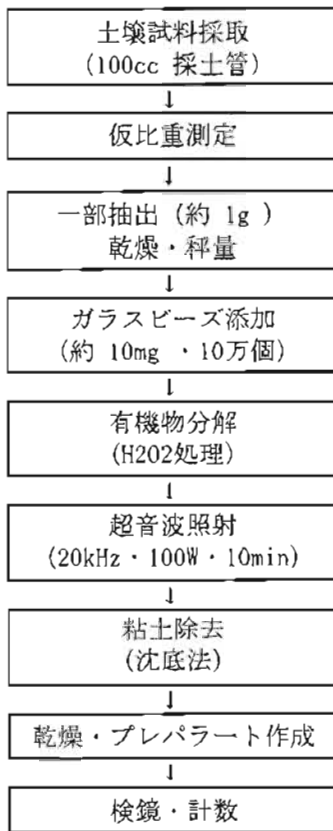 土壌試料採取
(100cc 採土管)
↓
仮比重測定
↓
一部抽出 (約 1g )
乾燥・秤量
↓
ガラスビーズ添加
(約 10mg ・10万個)
↓
有機物分解
(H2O2処理)
↓
超音波照射
(20kHz・100W・10min)
↓
粘土除去
(沈底法)
↓
乾燥・プレパラート作成
↓
検鏡・計数